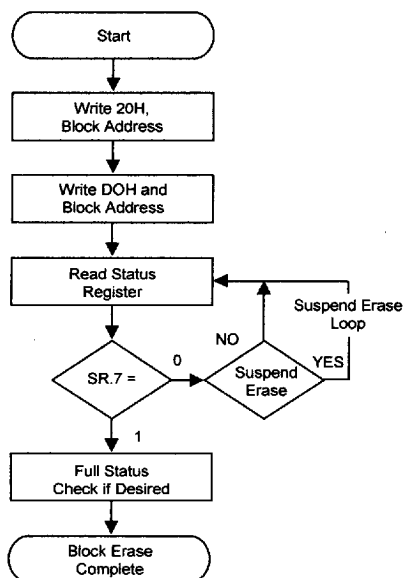 Start
Write 20H,
Block Address
Write DOH and
Block Address
Read Status
Register
Suspend Erase
Loop
NO
YES
SR.7 =
0
Suspend
Erase
1
Full Status
Check if Desired
Block Erase
Complete